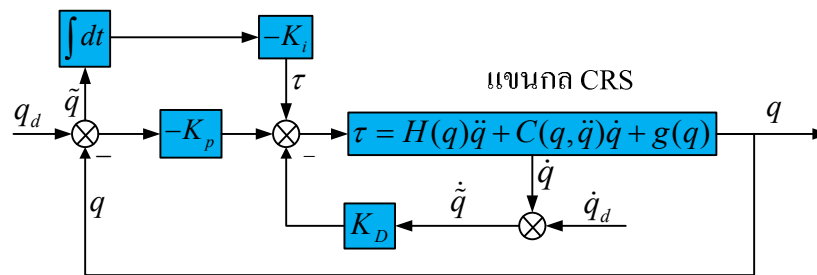 ∫dt
−K_i
q̃
τ
แขนกล CRS
q_d
−K_p
τ = H(q)q̈ + C(q,q̈)q̇ + g(q)
q
−
−
q
q̇
K_D
q̃̇
q̇_d